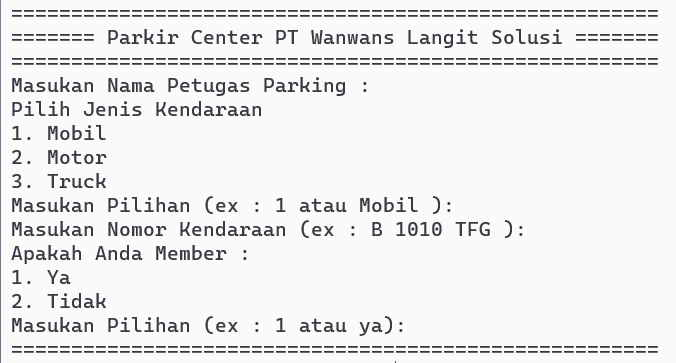 ======================================================
======= Parkir Center PT Wanwans Langit Solusi =======
======================================================
Masukan Nama Petugas Parking :
Pilih Jenis Kendaraan
1. Mobil
2. Motor
3. Truck
Masukan Pilihan (ex : 1 atau Mobil ):
Masukan Nomor Kendaraan (ex : B 1010 TFG ):
Apakah Anda Member :
1. Ya
2. Tidak
Masukan Pilihan (ex : 1 atau ya):
======================================================